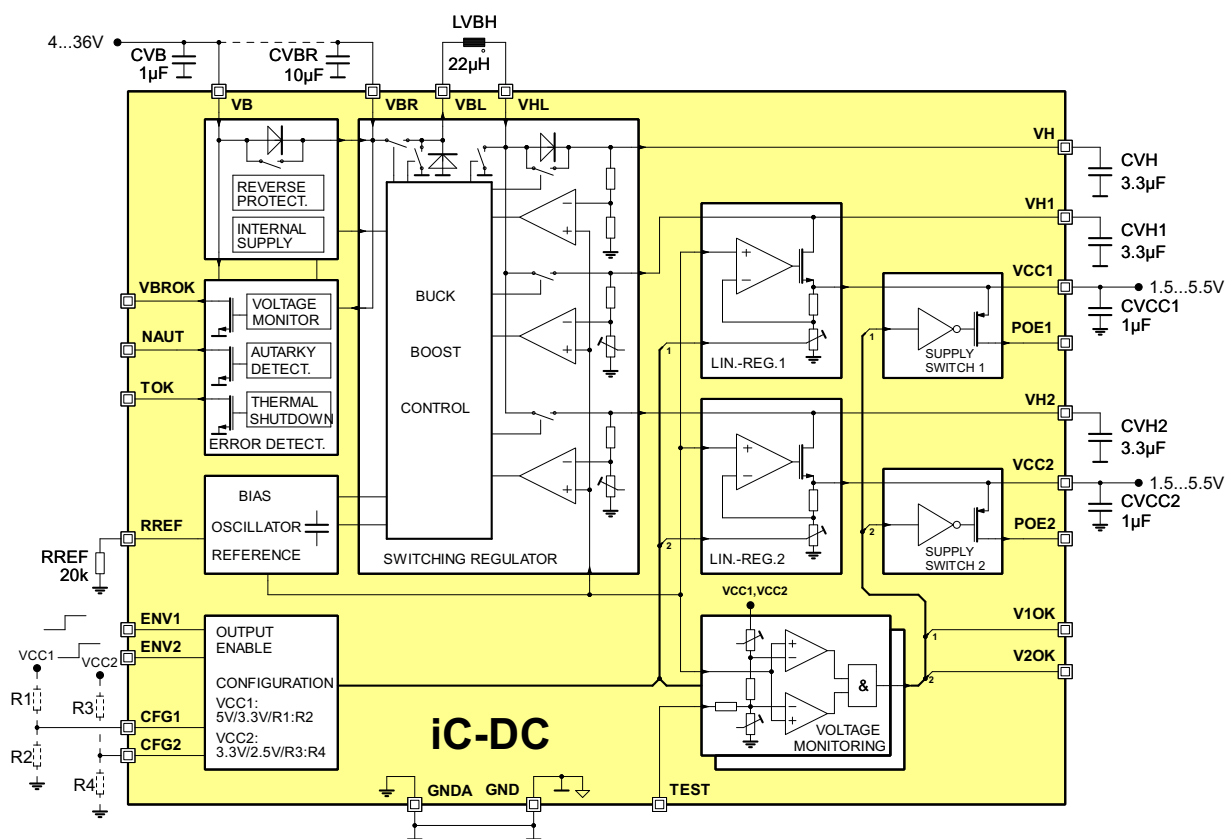 LVBH
4...36V
CVB
1µF
CVBR
10µF
22µH
VB
VBR
VBL
VHL
VH
CVH
3.3µF
REVERSE
PROTECT.
INTERNAL
SUPPLY
VH1
CVH1
3.3µF
VBROK
VOLTAGE
MONITOR
NAUT
AUTARKY
DETECT.
TOK
THERMAL
SHUTDOWN
ERROR DETECT.
BUCK
BOOST
CONTROL
SWITCHING REGULATOR
1
LIN.-REG.1
VCC1
1.5...5.5V
CVCC1
1µF
1
SUPPLY
SWITCH 1
POE1
VH2
CVH2
3.3µF
2
LIN.-REG.2
VCC2
1.5...5.5V
CVCC2
1µF
2
SUPPLY
SWITCH 2
POE2
BIAS
OSCILLATOR
REFERENCE
RREF
RREF
20k
ENV1
ENV2
OUTPUT
ENABLE
CONFIGURATION
VCC1:
5V/3.3V/R1:R2
VCC2:
3.3V/2.5V/R3:R4
VCC1
VCC2
R1
R3
CFG1
R2
CFG2
R4
VCC1,VCC2
&
VOLTAGE
MONITORING
1
V1OK
2
V2OK
iC-DC
GNDA
GND
TEST
+
−
+
−
+
−
+
−
+
−
−
+
−
+